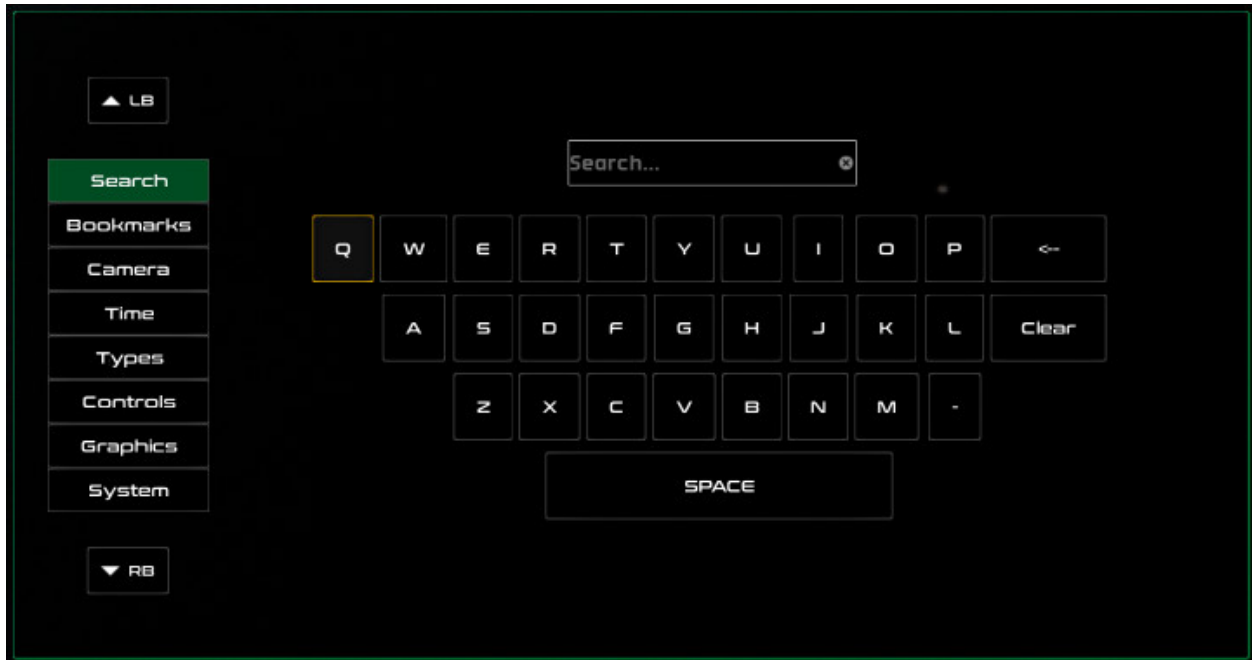 LB
Search
Bookmarks
Camera
Time
Types
Controls
Graphics
System
RB
Search...
Q W E R T Y U I O P <--
A S D F G H J K L Clear
Z X C V B N M -
SPACE